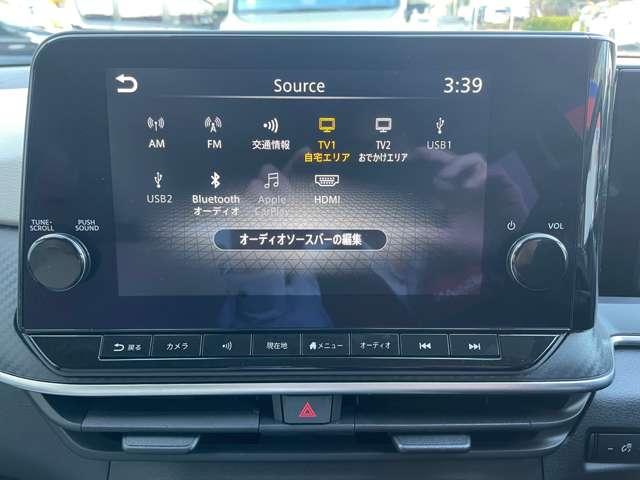 Source
3:39
AM
FM
交通情報
TV1
自宅エリア
TV2
おでかけエリア
USB1
USB2
Bluetooth
オーディオ
Apple
CarPlay
HDMI
オーディオソースバーの編集
TUNE・
SCROLL
PUSH
SOUND
VOL
戻る
カメラ
現在地
メニュー
オーディオ